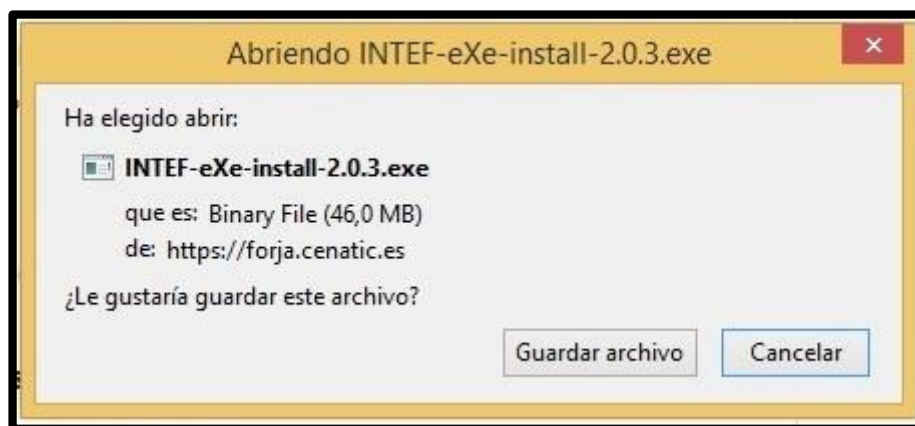 Abriendo INTEF-eXe-install-2.0.3.exe
Ha elegido abrir:
INTEF-eXe-install-2.0.3.exe
que es: Binary File (46,0 MB)
de: https://forja.cenatic.es
¿Le gustaría guardar este archivo?
Guardar archivo Cancelar